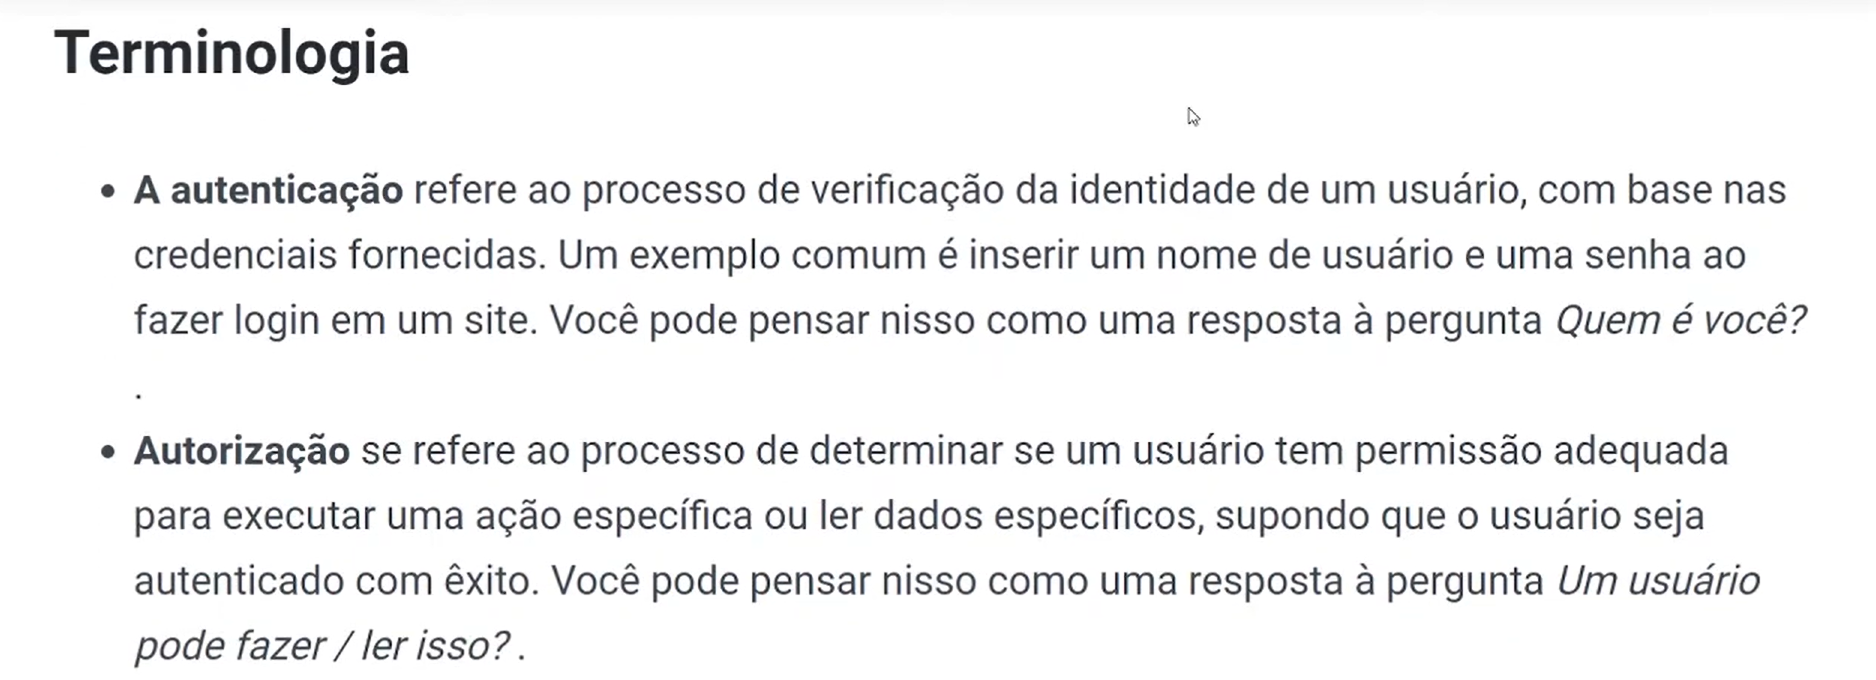 Terminologia
• A autenticação refere ao processo de verificação da identidade de um usuário, com base nas
credenciais fornecidas. Um exemplo comum é inserir um nome de usuário e uma senha ao
fazer login em um site. Você pode pensar nisso como uma resposta à pergunta Quem é você?
.
• Autorização se refere ao processo de determinar se um usuário tem permissão adequada
para executar uma ação específica ou ler dados específicos, supondo que o usuário seja
autenticado com êxito. Você pode pensar nisso como uma resposta à pergunta Um usuário
pode fazer / ler isso? .